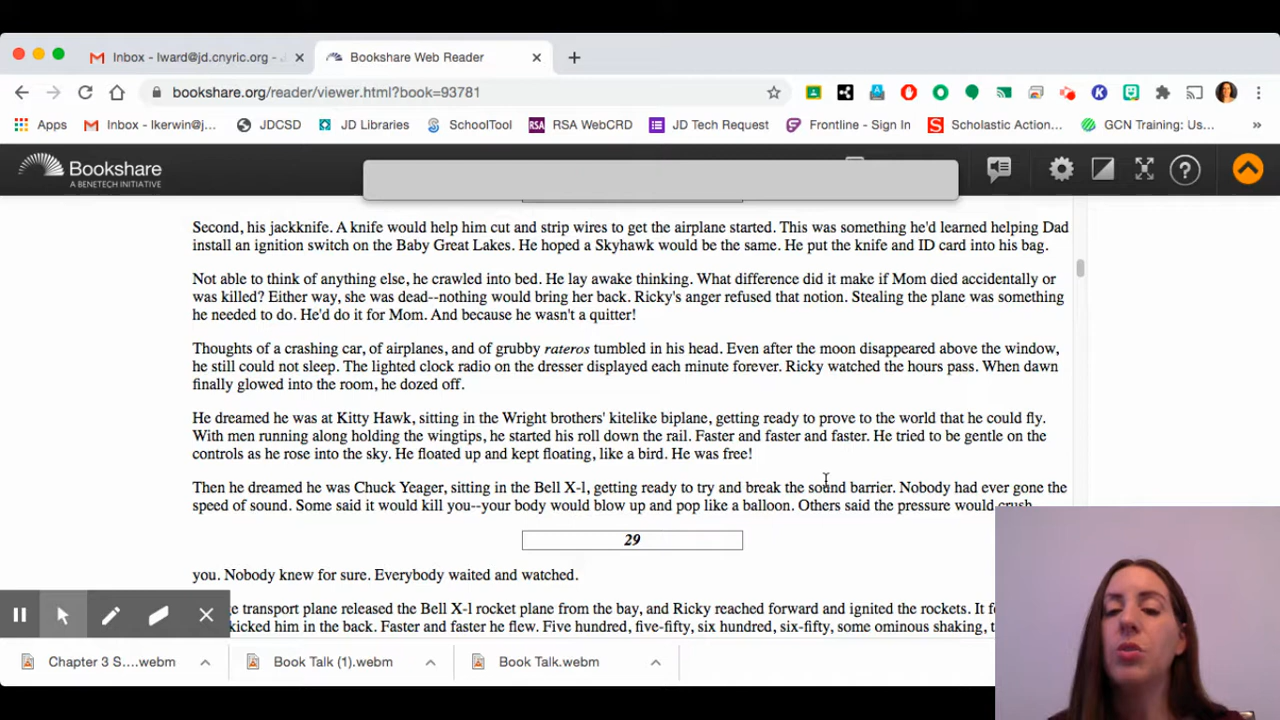 Inbox - lward@jd.cnyric.org - J
Bookshare Web Reader
bookshare.org/reader/viewer.html?book=93781
Apps
Inbox - lkerwin@j...
JDCSD
JD Libraries
SchoolTool
RSA RSA WebCRD
JD Tech Request
Frontline - Sign In
S Scholastic Action...
GCN Training: Us...
»
Bookshare
A BENETECH INITIATIVE
Second, his jackknife. A knife would help him cut and strip wires to get the airplane started. This was something he'd learned helping Dad
install an ignition switch on the Baby Great Lakes. He hoped a Skyhawk would be the same. He put the knife and ID card into his bag.
Not able to think of anything else, he crawled into bed. He lay awake thinking. What difference did it make if Mom died accidentally or
was killed? Either way, she was dead--nothing would bring her back. Ricky's anger refused that notion. Stealing the plane was something
he needed to do. He'd do it for Mom. And because he wasn't a quitter!
Thoughts of a crashing car, of airplanes, and of grubby rateros tumbled in his head. Even after the moon disappeared above the window,
he still could not sleep. The lighted clock radio on the dresser displayed each minute forever. Ricky watched the hours pass. When dawn
finally glowed into the room, he dozed off.
He dreamed he was at Kitty Hawk, sitting in the Wright brothers' kitelike biplane, getting ready to prove to the world that he could fly.
With men running along holding the wingtips, he started his roll down the rail. Faster and faster and faster. He tried to be gentle on the
controls as he rose into the sky. He floated up and kept floating, like a bird. He was free!
Then he dreamed he was Chuck Yeager, sitting in the Bell X-l, getting ready to try and break the sound barrier. Nobody had ever gone the
speed of sound. Some said it would kill you--your body would blow up and pop like a balloon. Others said the pressure would crush
29
you. Nobody knew for sure. Everybody waited and watched.
transport plane released the Bell X-l rocket plane from the bay, and Ricky reached forward and ignited the rockets. It
kicked him in the back. Faster and faster he flew. Five hundred, five-fifty, six hundred, six-fifty, some ominous shaking,
Chapter 3 S....webm
Book Talk (1).webm
Book Talk.webm